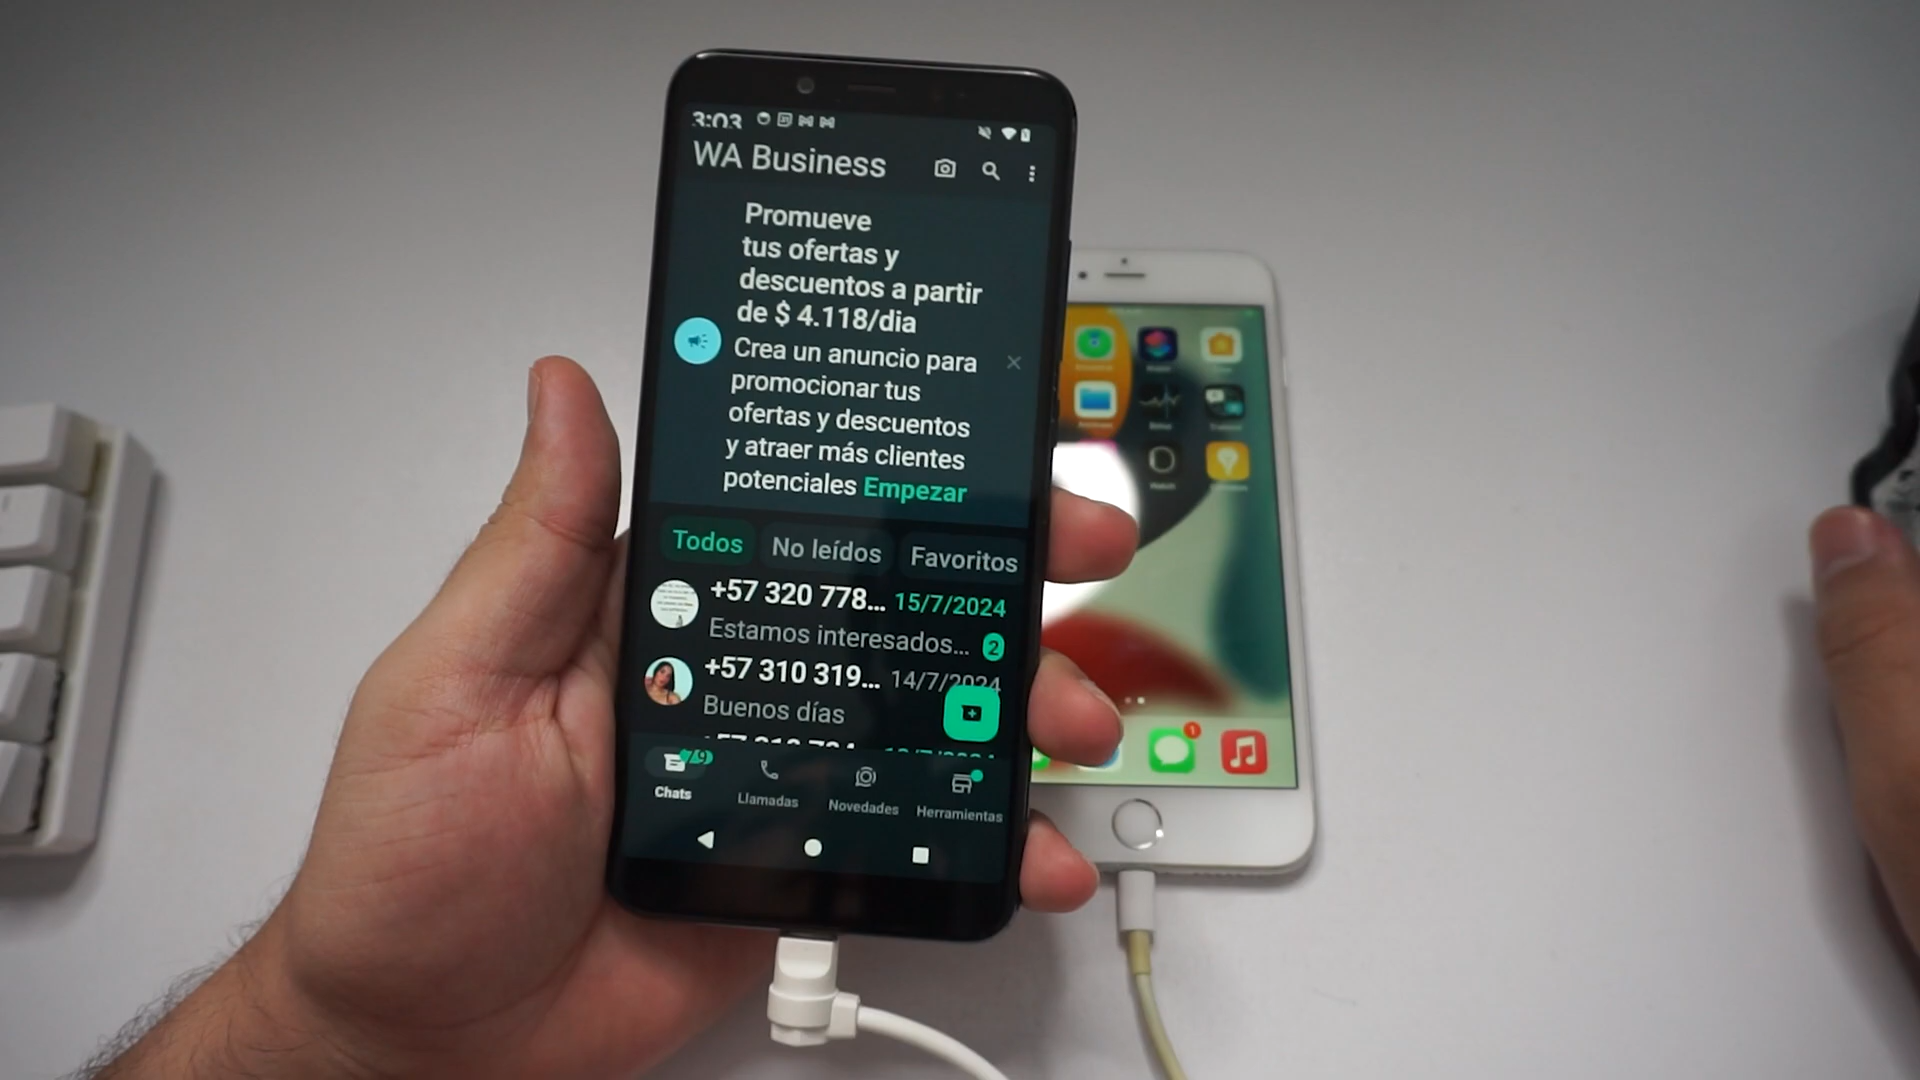 3:03
WA Business
Promueve
tus ofertas y
descuentos a partir
de $ 4.118/dia
Crea un anuncio para
promocionar tus
ofertas y descuentos
y atraer más clientes
potenciales Empezar
Todos No leídos Favoritos
+57 320 778... 15/7/2024
Estamos interesados... 2
+57 310 319... 14/7/2024
Buenos días
79
Chats Llamadas Novedades Herramientas
1